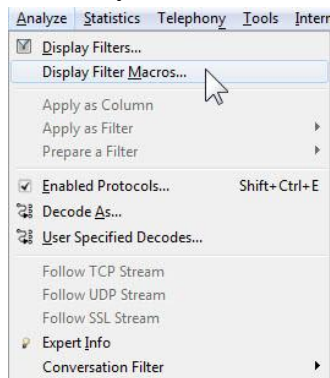 Analyze Statistics Telephony Tools Intern
Display Filters...
Display Filter Macros...
Apply as Column
Apply as Filter
Prepare a Filter
Enabled Protocols... Shift+Ctrl+E
Decode As...
User Specified Decodes...
Follow TCP Stream
Follow UDP Stream
Follow SSL Stream
Expert Info
Conversation Filter